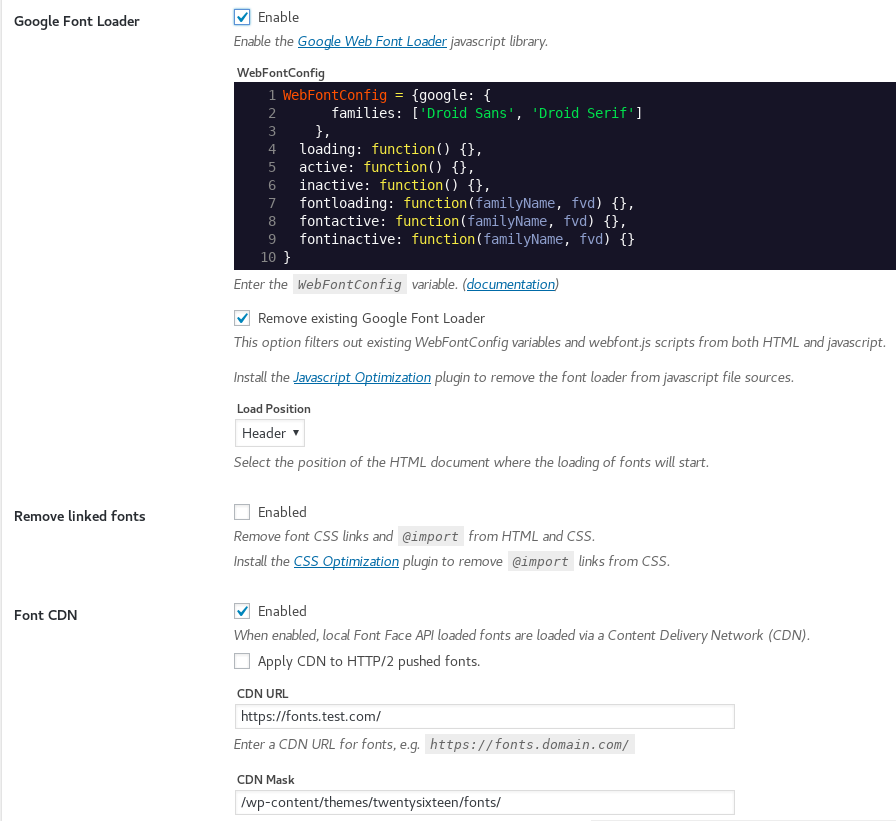 Google Font Loader
Enable
Enable the Google Web Font Loader javascript library.
WebFontConfig
1 WebFontConfig = {google: {
2       families: ['Droid Sans', 'Droid Serif']
3     },
4   loading: function() {},
5   active: function() {},
6   inactive: function() {},
7   fontloading: function(familyName, fvd) {},
8   fontactive: function(familyName, fvd) {},
9   fontinactive: function(familyName, fvd) {}
10 }
Enter the WebFontConfig variable. (documentation)
Remove existing Google Font Loader
This option filters out existing WebFontConfig variables and webfont.js scripts from both HTML and javascript.
Install the Javascript Optimization plugin to remove the font loader from javascript file sources.
Load Position
Header
Select the position of the HTML document where the loading of fonts will start.
Remove linked fonts
Enabled
Remove font CSS links and @import from HTML and CSS.
Install the CSS Optimization plugin to remove @import links from CSS.
Font CDN
Enabled
When enabled, local Font Face API loaded fonts are loaded via a Content Delivery Network (CDN).
Apply CDN to HTTP/2 pushed fonts.
CDN URL
https://fonts.test.com/
Enter a CDN URL for fonts, e.g. https://fonts.domain.com/
CDN Mask
/wp-content/themes/twentysixteen/fonts/